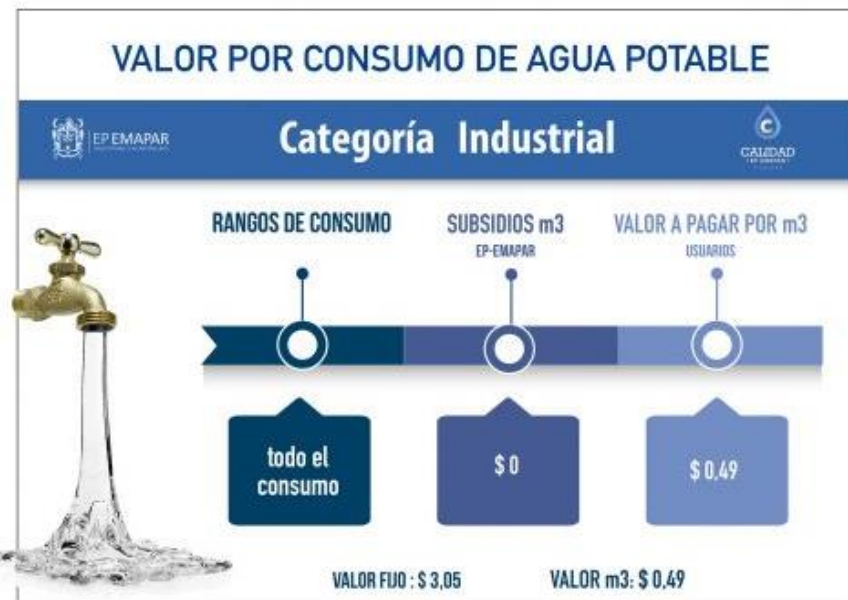 VALOR POR CONSUMO DE AGUA POTABLE
EP EMAPAR
Categoría Industrial
CALIDAD
RANGOS DE CONSUMO
SUBSIDIOS m3
EP-EMAPAR
VALOR A PAGAR POR m3
USUARIOS
todo el
consumo
$ 0
$ 0,49
VALOR FIJO : $ 3,05
VALOR m3: $ 0,49